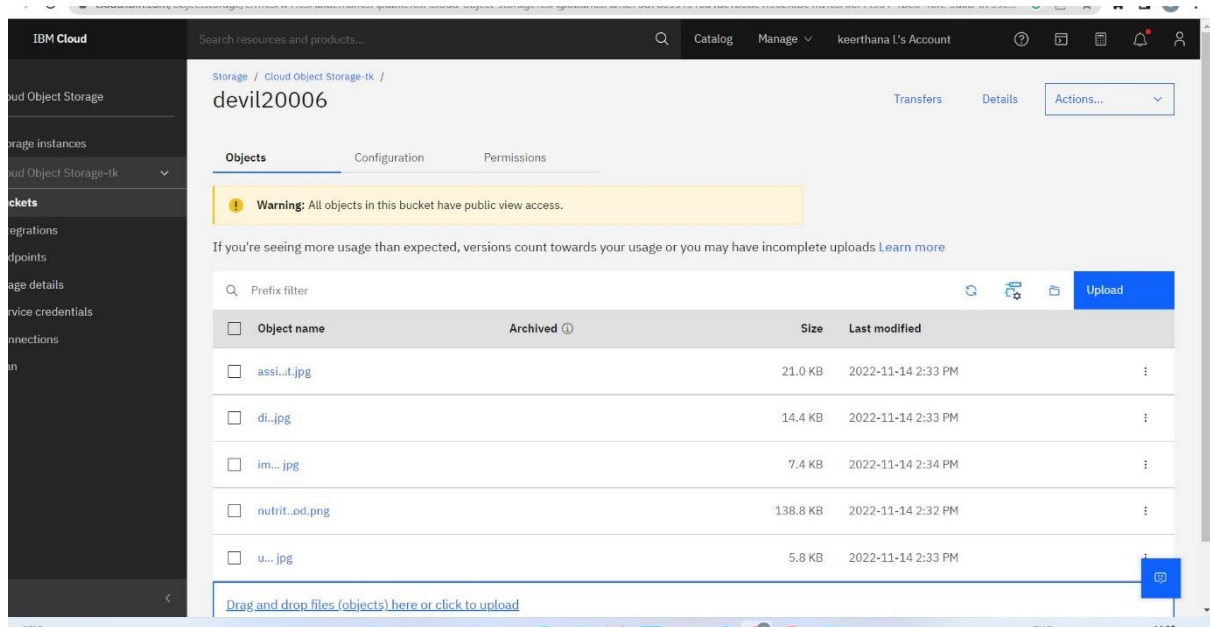 IBM Cloud
Search resources and products...
Catalog
Manage
keerthana L's Account
oud Object Storage
orage instances
oud Object Storage-tk
ckets
tegrations
dpoints
age details
rvice credentials
nnections
an
Storage / Cloud Object Storage-tk /
devil20006
Transfers
Details
Actions...
Objects
Configuration
Permissions
Warning: All objects in this bucket have public view access.
If you're seeing more usage than expected, versions count towards your usage or you may have incomplete uploads Learn more
Prefix filter
Upload
Object name Archived Size Last modified
assi...t.jpg 21.0 KB 2022-11-14 2:33 PM
di..jpg 14.4 KB 2022-11-14 2:33 PM
im... jpg 7.4 KB 2022-11-14 2:34 PM
nutrit..od.png 138.8 KB 2022-11-14 2:32 PM
u... jpg 5.8 KB 2022-11-14 2:33 PM
Drag and drop files (objects) here or click to upload